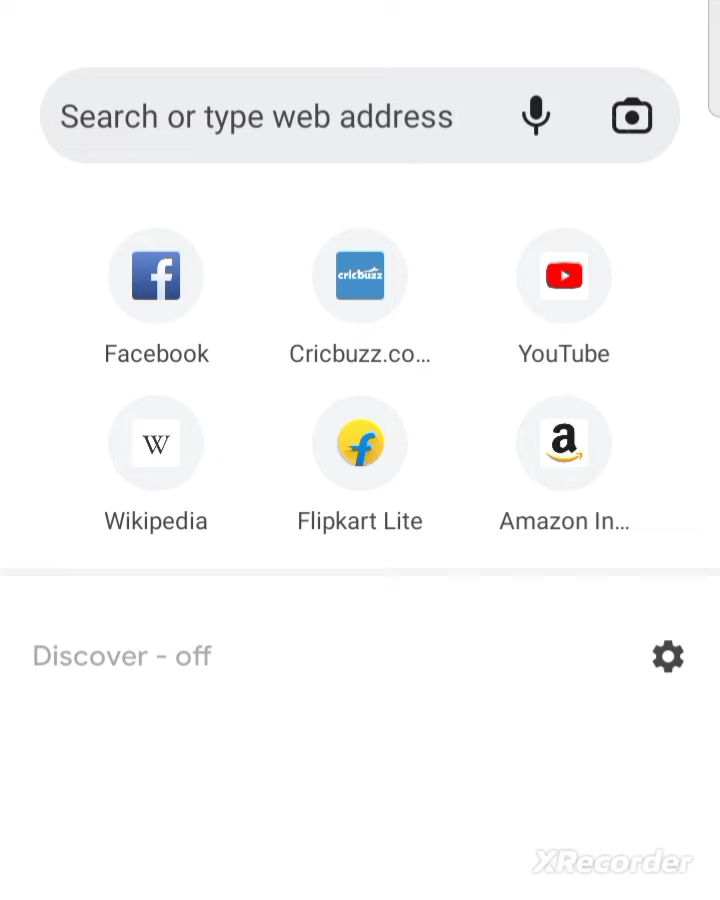 Search or type web address
f
cricbuzz
Facebook
Cricbuzz.co...
YouTube
W
f
a
Wikipedia
Flipkart Lite
Amazon In...
Discover - off
XRecorder